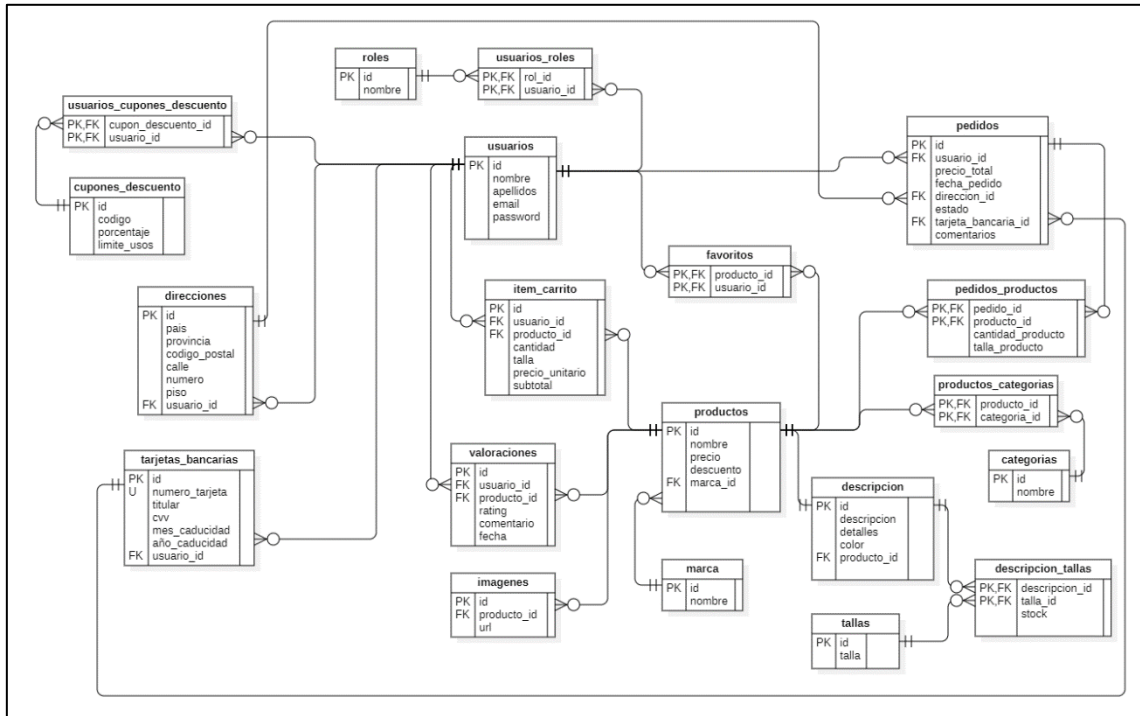 roles
PK id
nombre
usuarios_roles
PK,FK rol_id
PK,FK usuario_id
usuarios_cupones_descuento
PK,FK cupon_descuento_id
PK,FK usuario_id
cupones_descuento
PK id
codigo
porcentaje
limite_usos
usuarios
PK id
nombre
apellidos
email
password
pedidos
PK id
FK usuario_id
precio_total
fecha_pedido
FK direccion_id
estado
FK tarjeta_bancaria_id
comentarios
favoritos
PK,FK producto_id
PK,FK usuario_id
direcciones
PK id
pais
provincia
codigo_postal
calle
numero
piso
FK usuario_id
item_carrito
PK id
FK usuario_id
FK producto_id
cantidad
talla
precio_unitario
subtotal
pedidos_productos
PK,FK pedido_id
PK,FK producto_id
cantidad_producto
talla_producto
productos_categorias
PK,FK producto_id
PK,FK categoria_id
productos
PK id
nombre
precio
descuento
FK marca_id
categorias
PK id
nombre
tarjetas_bancarias
PK id
U numero_tarjeta
titular
cvv
mes_caducidad
año_caducidad
FK usuario_id
valoraciones
PK id
FK usuario_id
FK producto_id
rating
comentario
fecha
descripcion
PK id
descripcion
detalles
color
FK producto_id
imagenes
PK id
FK producto_id
url
marca
PK id
nombre
descripcion_tallas
PK,FK descripcion_id
PK,FK talla_id
stock
tallas
PK id
talla